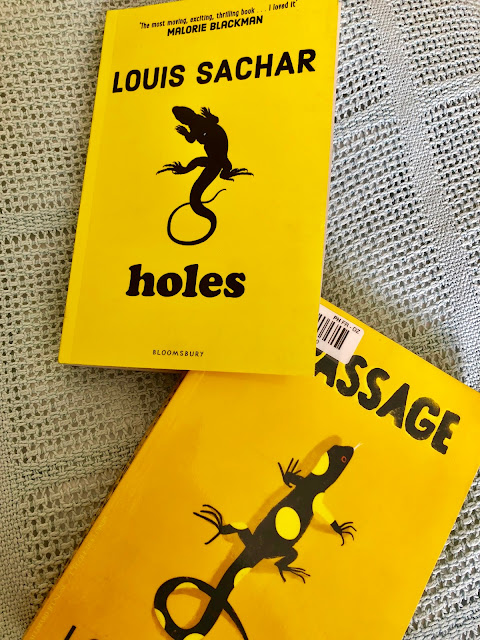 'The most moving, exciting, thrilling book . . . I loved it'
MALORIE BLACKMAN
LOUIS SACHAR
holes
BLOOMSBURY
ASSAGE